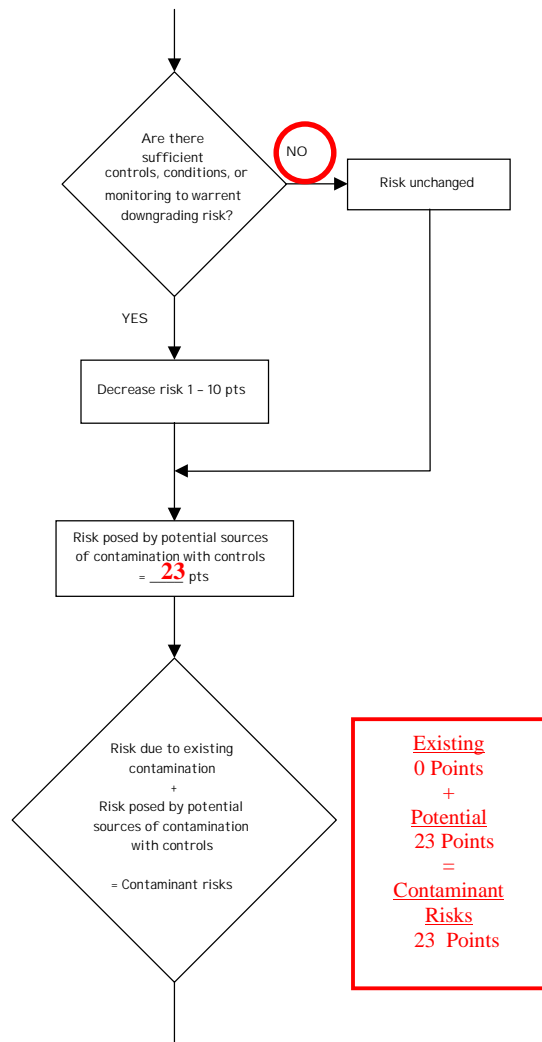 Are there
sufficient
controls, conditions, or
monitoring to warrent
downgrading risk?
NO
Risk unchanged
YES
Decrease risk 1 – 10 pts
Risk posed by potential sources
of contamination with controls
= 23 pts
Risk due to existing
contamination
+
Risk posed by potential
sources of contamination
with controls
= Contaminant risks
Existing
0 Points
+
Potential
23 Points
=
Contaminant
Risks
23 Points